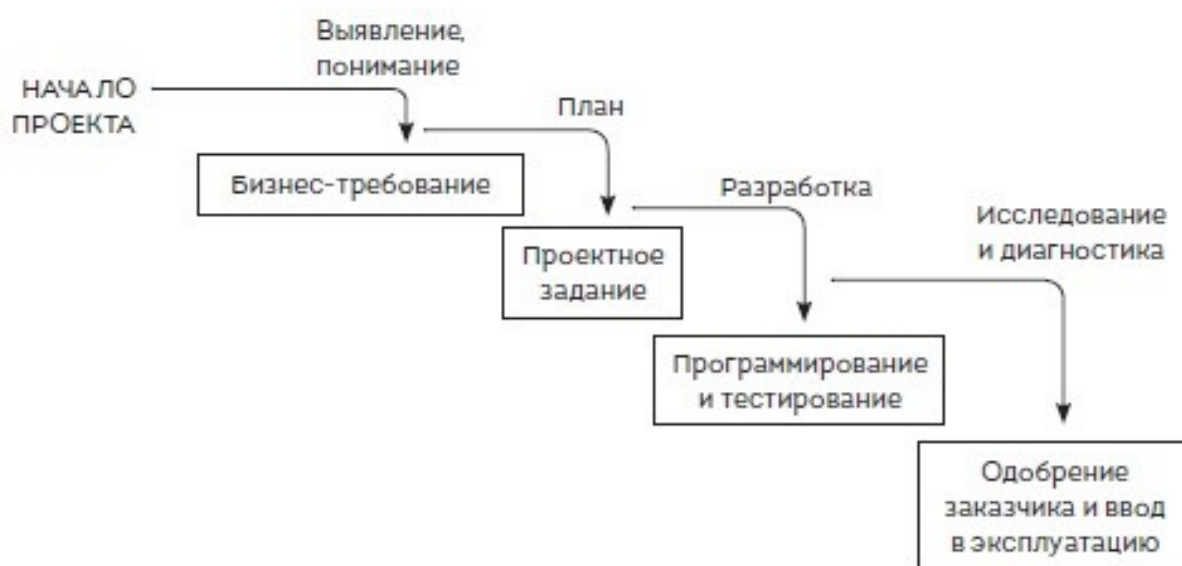 Выявление,
понимание
НАЧАЛО
ПРОЕКТА
План
Бизнес-требование
Разработка
Проектное
задание
Исследование
и диагностика
Программирование
и тестирование
Одобрение
заказчика и ввод
в эксплуатацию